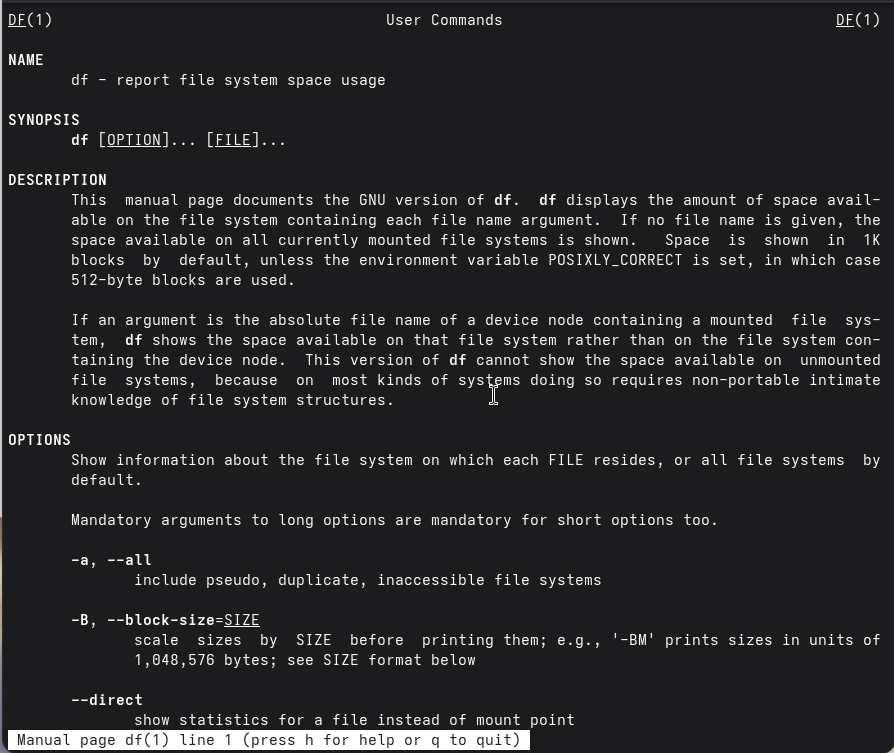 DF(1) User Commands DF(1)
NAME
df - report file system space usage
SYNOPSIS
df [OPTION]... [FILE]...
DESCRIPTION
This manual page documents the GNU version of df. df displays the amount of space avail-
able on the file system containing each file name argument. If no file name is given, the
space available on all currently mounted file systems is shown. Space is shown in 1K
blocks by default, unless the environment variable POSIXLY_CORRECT is set, in which case
512-byte blocks are used.
If an argument is the absolute file name of a device node containing a mounted file sys-
tem, df shows the space available on that file system rather than on the file system con-
taining the device node. This version of df cannot show the space available on unmounted
file systems, because on most kinds of systems doing so requires non-portable intimate
knowledge of file system structures.
OPTIONS
Show information about the file system on which each FILE resides, or all file systems by
default.
Mandatory arguments to long options are mandatory for short options too.
-a, --all
include pseudo, duplicate, inaccessible file systems
-B, --block-size=SIZE
scale sizes by SIZE before printing them; e.g., '-BM' prints sizes in units of
1,048,576 bytes; see SIZE format below
--direct
show statistics for a file instead of mount point
Manual page df(1) line 1 (press h for help or q to quit)